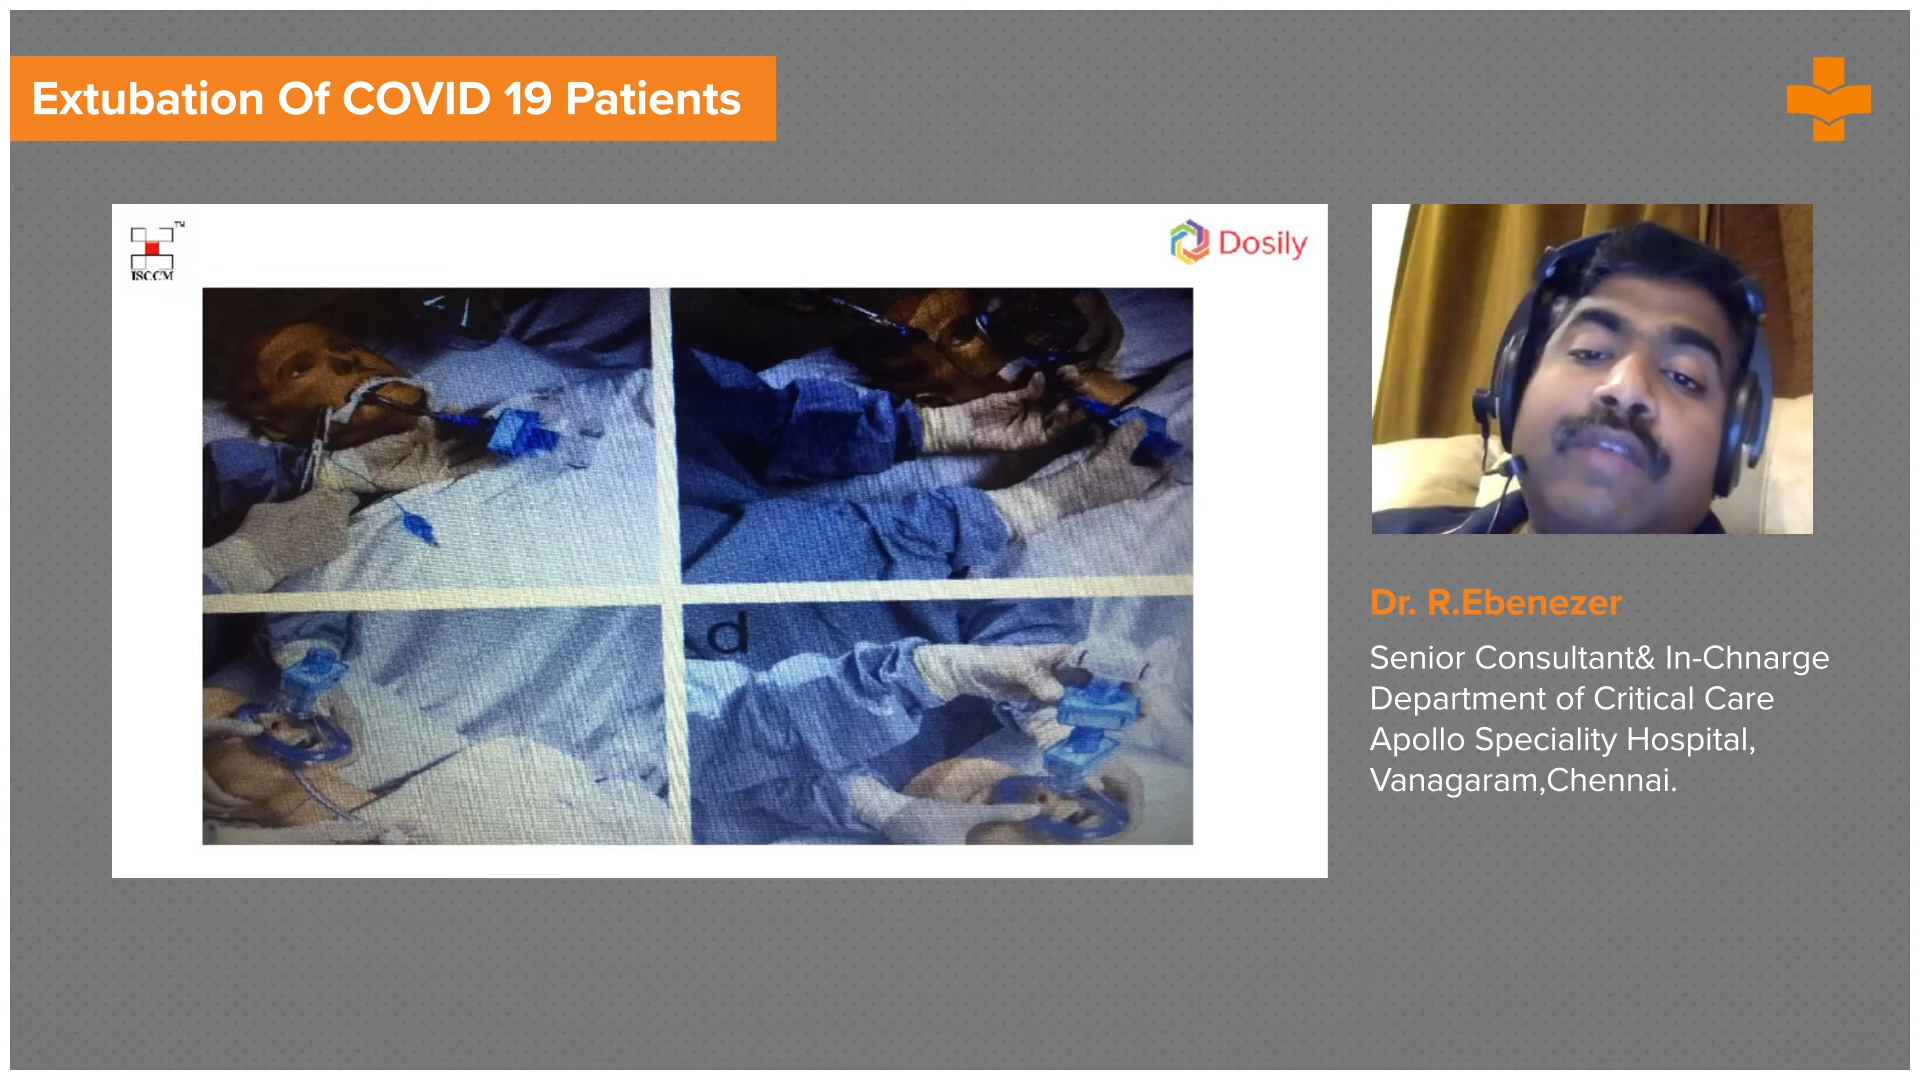 Extubation Of COVID 19 Patients
TM
ISCCM
Dosily
d
Dr. R.Ebenezer
Senior Consultant& In-Chnarge
Department of Critical Care
Apollo Speciality Hospital,
Vanagaram,Chennai.